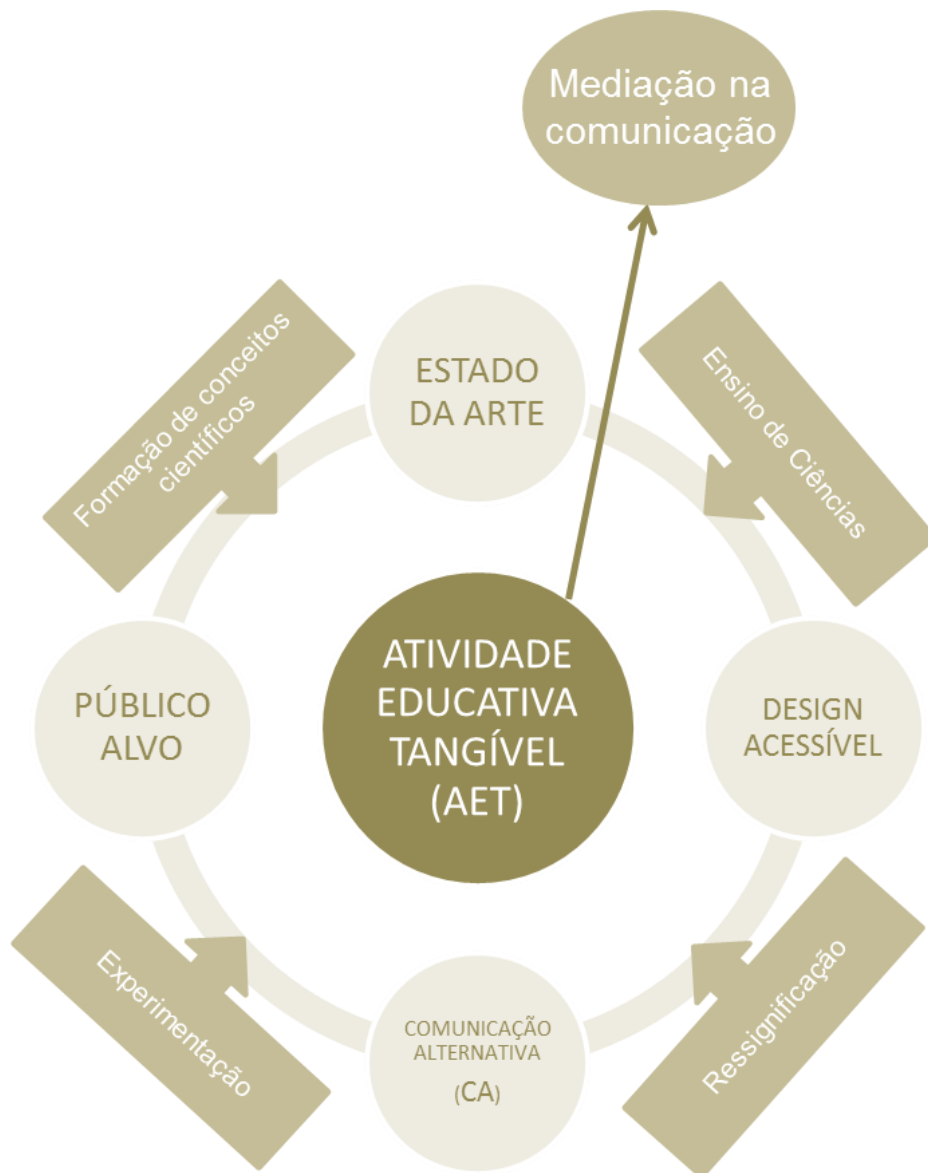 Mediação na
comunicação
Formação de conceitos
científicos
ESTADO
DA ARTE
Ensino de Ciências
PÚBLICO
ALVO
ATIVIDADE
EDUCATIVA
TANGÍVEL
(AET)
DESIGN
ACESSÍVEL
Experimentação
COMUNICAÇÃO
ALTERNATIVA
(CA)
Ressignificação